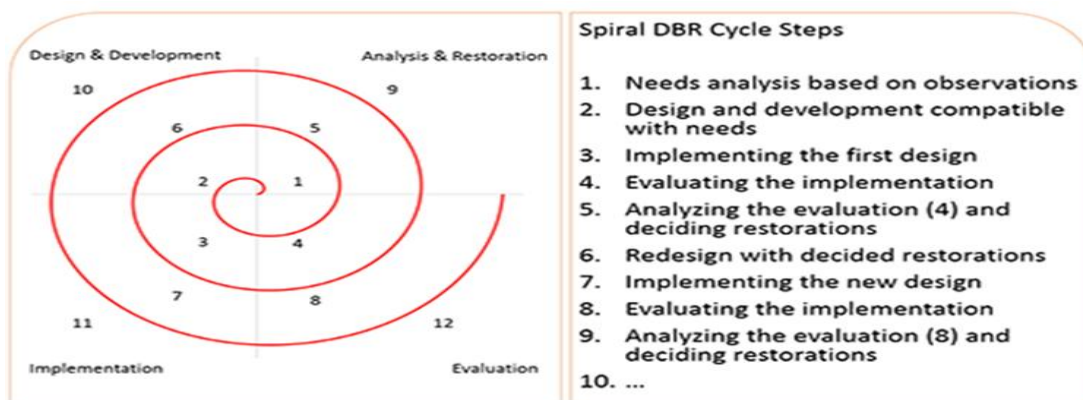 Design & Development
Analysis & Restoration
10
9
6
5
2
1
3
4
7
8
11
12
Implementation
Evaluation
Spiral DBR Cycle Steps
1. Needs analysis based on observations
2. Design and development compatible
with needs
3. Implementing the first design
4. Evaluating the implementation
5. Analyzing the evaluation (4) and
deciding restorations
6. Redesign with decided restorations
7. Implementing the new design
8. Evaluating the implementation
9. Analyzing the evaluation (8) and
deciding restorations
10. ...